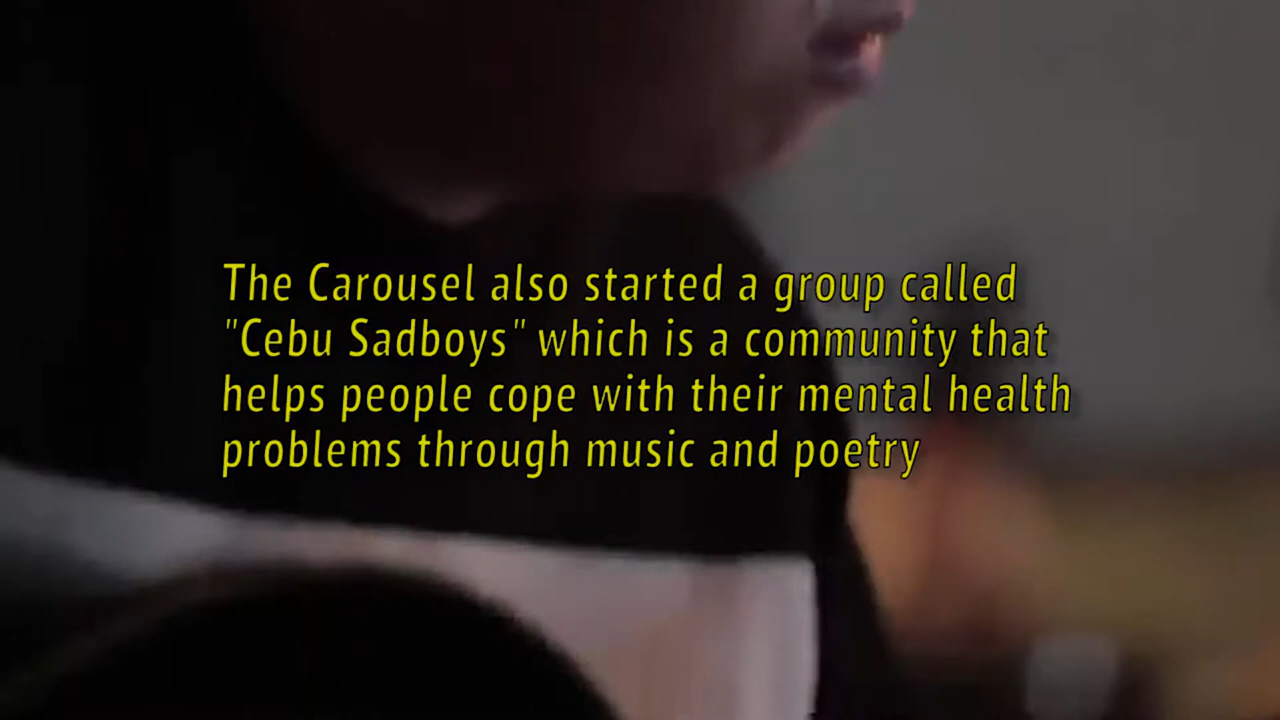 The Carousel also started a group called
"Cebu Sadboys" which is a community that
helps people cope with their mental health
problems through music and poetry